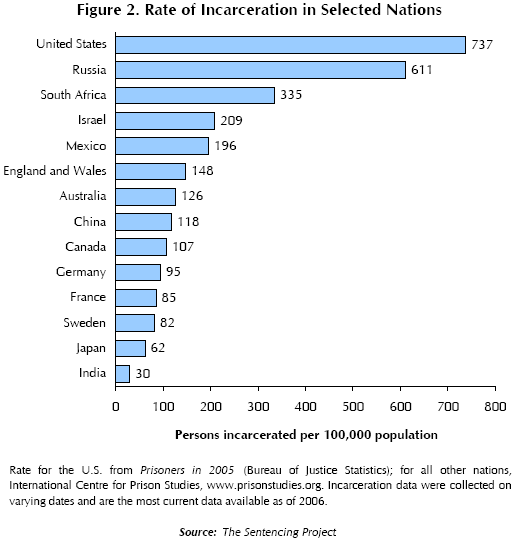 Figure 2. Rate of Incarceration in Selected Nations
United States 737
Russia 611
South Africa 335
Israel 209
Mexico 196
England and Wales 148
Australia 126
China 118
Canada 107
Germany 95
France 85
Sweden 82
Japan 62
India 30
0 100 200 300 400 500 600 700 800
Persons incarcerated per 100,000 population
Rate for the U.S. from Prisoners in 2005 (Bureau of Justice Statistics); for all other nations,
International Centre for Prison Studies, www.prisonstudies.org. Incarceration data were collected on
varying dates and are the most current data available as of 2006.
Source: The Sentencing Project